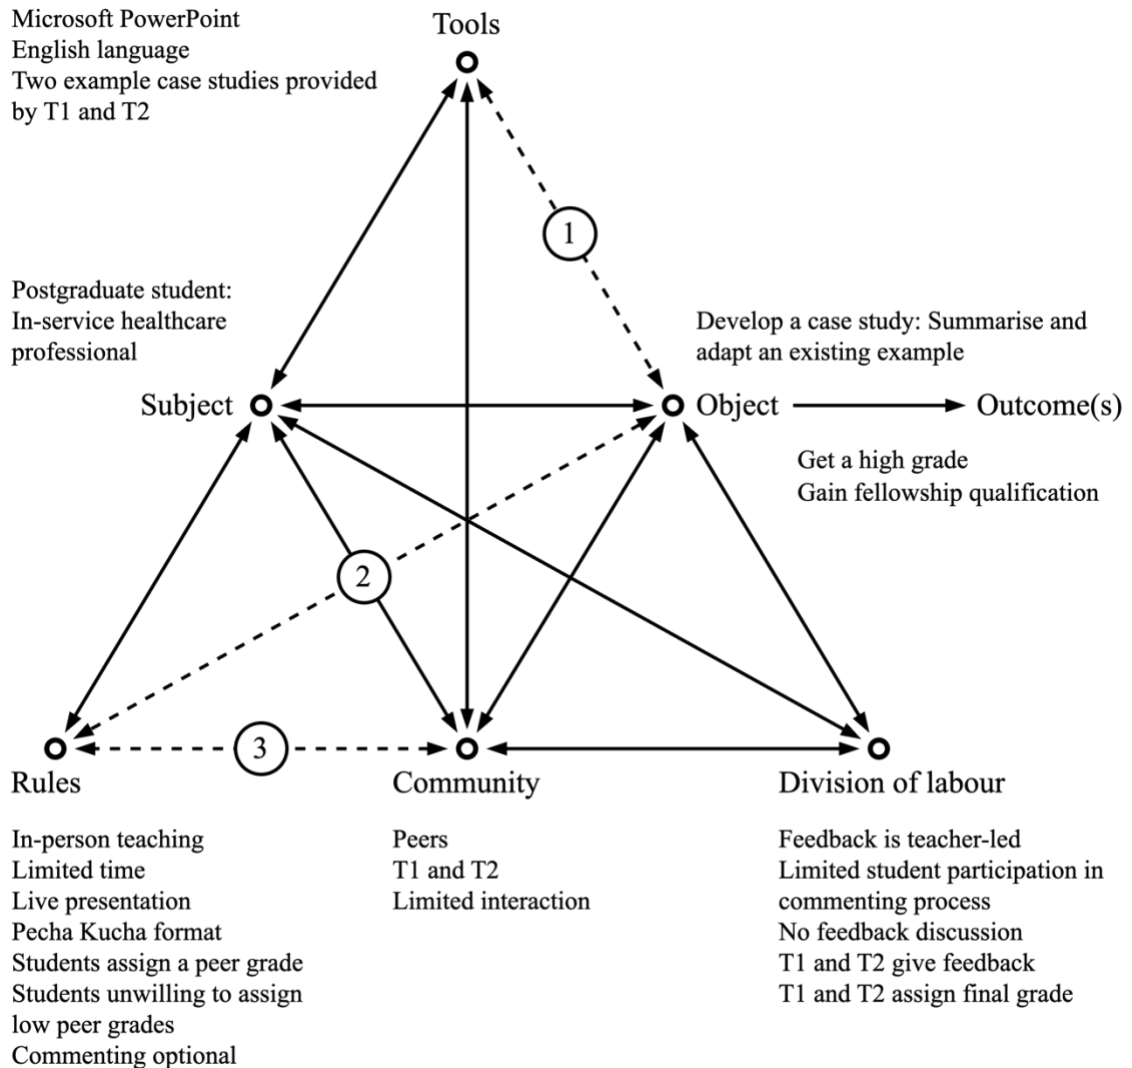 Microsoft PowerPoint
English language
Two example case studies provided
by T1 and T2
Tools
1
Postgraduate student:
In-service healthcare
professional
Develop a case study: Summarise and
adapt an existing example
Subject
Object
Outcome(s)
Get a high grade
Gain fellowship qualification
2
3
Rules
In-person teaching
Limited time
Live presentation
Pecha Kucha format
Students assign a peer grade
Students unwilling to assign
low peer grades
Commenting optional
Community
Peers
T1 and T2
Limited interaction
Division of labour
Feedback is teacher-led
Limited student participation in
commenting process
No feedback discussion
T1 and T2 give feedback
T1 and T2 assign final grade